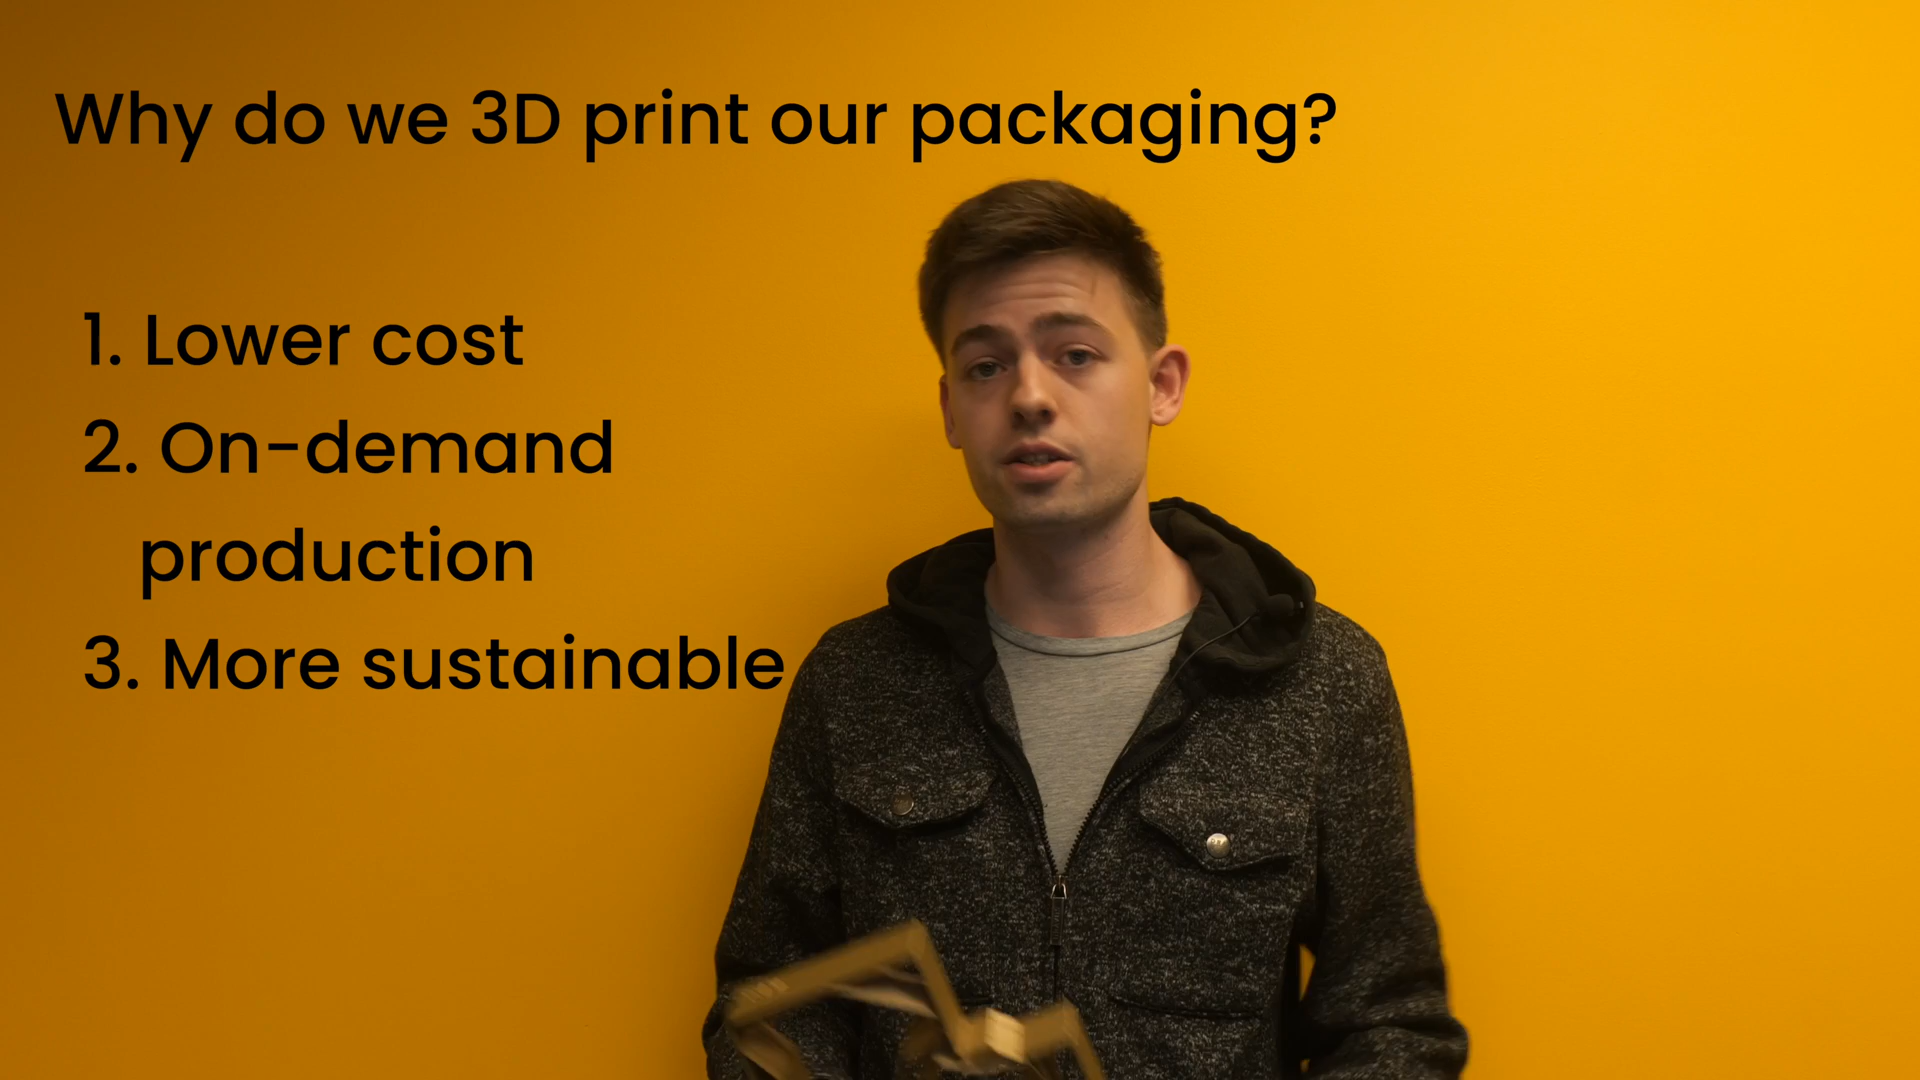 Why do we 3D print our packaging?
1. Lower cost
2. On-demand
production
3. More sustainable